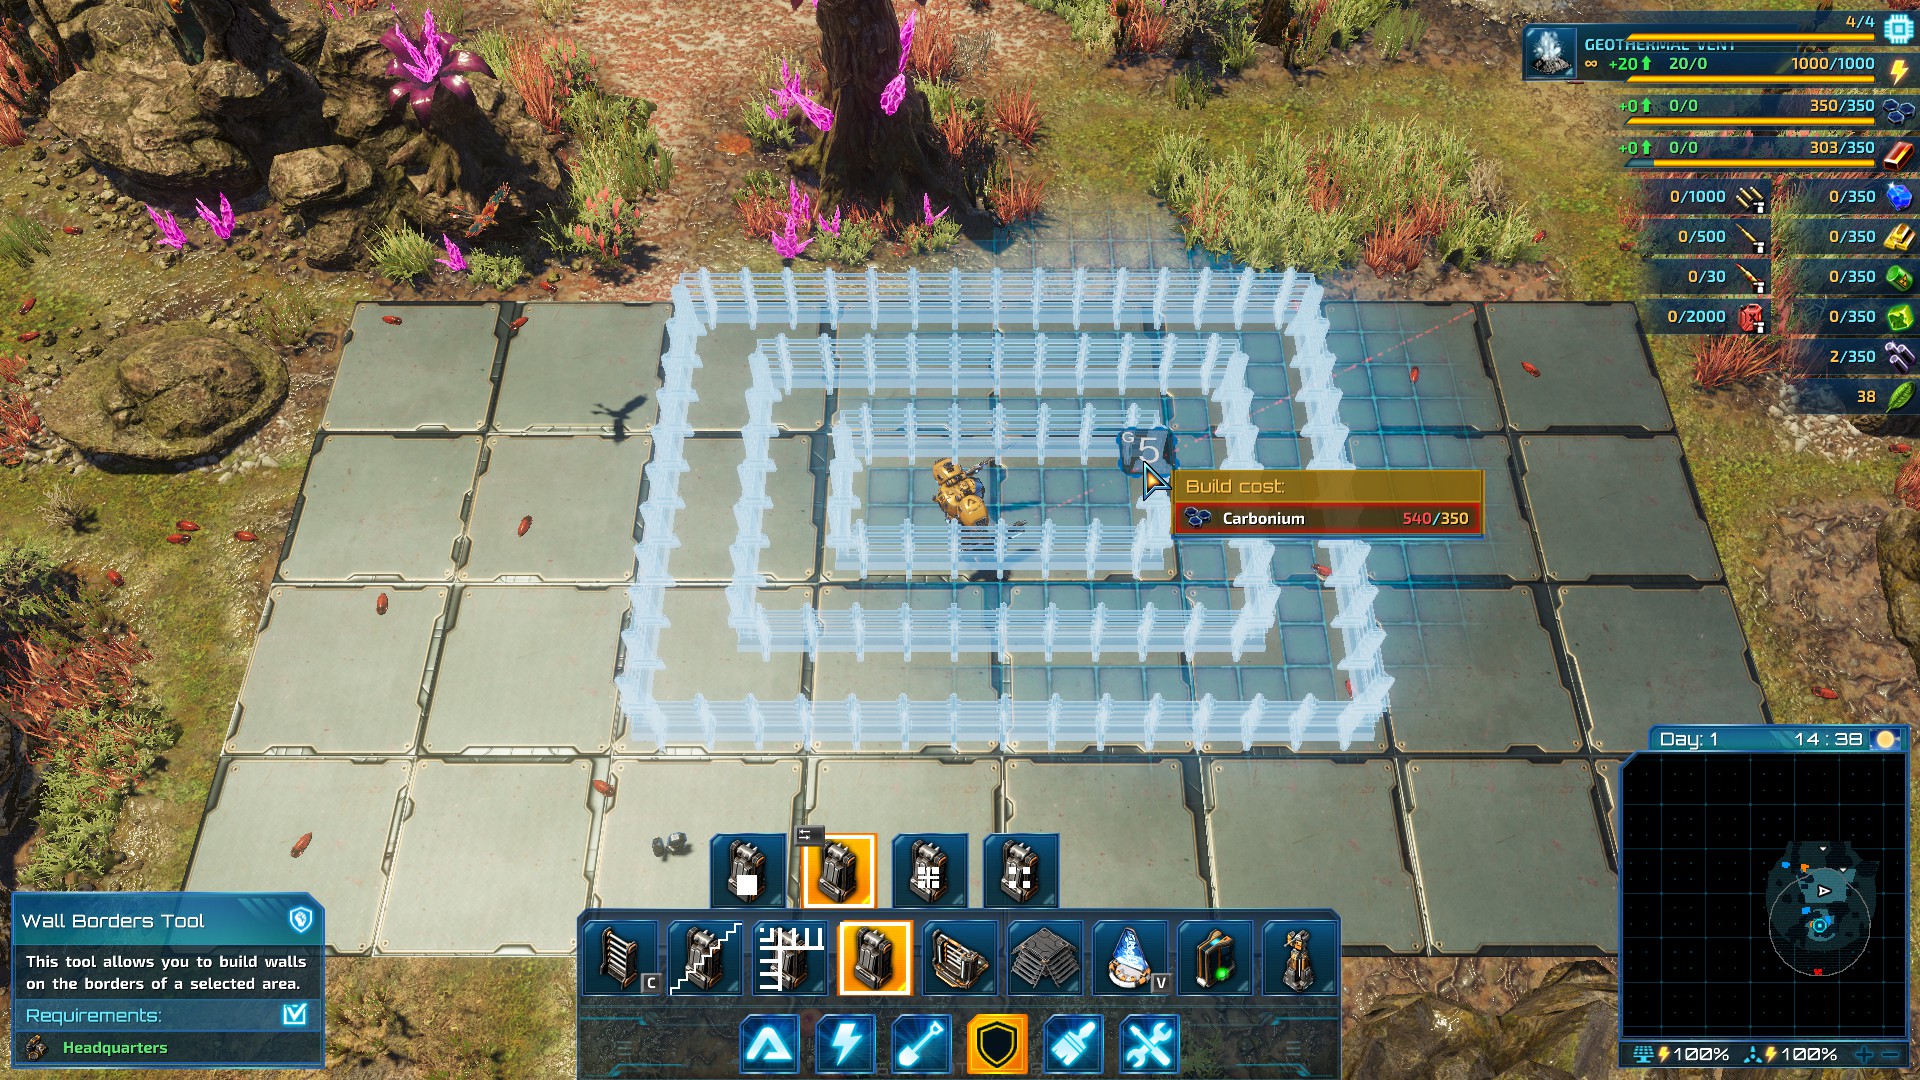 4/4
GEOTHERMAL VENT
∞ +20 20/0 1000/1000
+0 0/0 350/350
+0 0/0 303/350
0/1000 0/350
0/500 0/350
0/30 0/350
0/2000 0/350
2/350
38
G 5
Build cost:
Carbonium 540/350
Day: 1 14:38
Wall Borders Tool
This tool allows you to build walls
on the borders of a selected area.
Requirements:
Headquarters
C
V
100% 100%